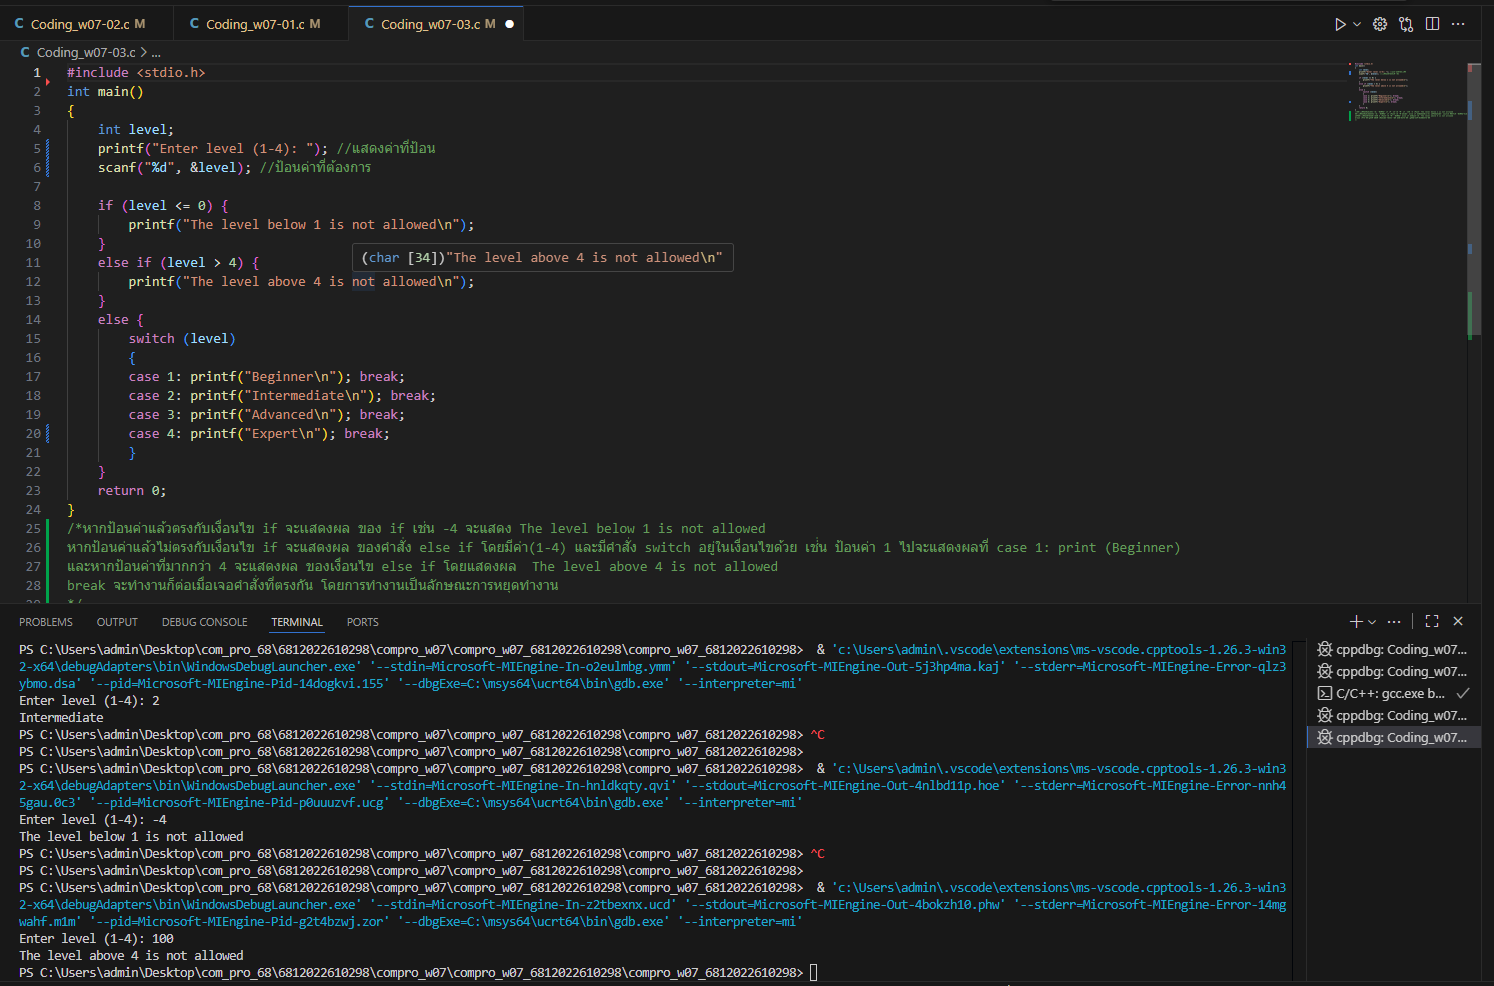 Coding_w07-02.c M
Coding_w07-01.c M
Coding_w07-03.c M
Coding_w07-03.c > ...
1 #include <stdio.h>
2 int main()
3 {
4 int level;
5 printf("Enter level (1-4): "); //แสดงค่าที่ป้อน
6 scanf("%d", &level); //ป้อนค่าที่ต้องการ
7
8 if (level <= 0) {
9 printf("The level below 1 is not allowed\n");
10 }
(char [34])"The level above 4 is not allowed\n"
11 else if (level > 4) {
12 printf("The level above 4 is not allowed\n");
13 }
14 else {
15 switch (level)
16 {
17 case 1: printf("Beginner\n"); break;
18 case 2: printf("Intermediate\n"); break;
19 case 3: printf("Advanced\n"); break;
20 case 4: printf("Expert\n"); break;
21 }
22 }
23 return 0;
24 }
25 /*หากป้อนค่าแล้วตรงกับเงื่อนไข if จะแสดงผล ของ if เช่น -4 จะแสดง The level below 1 is not allowed
26 หากป้อนค่าแล้วไม่ตรงกับเงื่อนไข if จะแสดงผล ของคำสั่ง else if โดยมีค่า(1-4) และมีคำสั่ง switch อยู่ในเงื่อนไขด้วย เช่น ป้อนค่า 1 ไปจะแสดงผลที่ case 1: print (Beginner)
27 และหากป้อนค่าที่มากกว่า 4 จะแสดงผล ของเงื่อนไข else if โดยแสดงผล The level above 4 is not allowed
28 break จะทำงานก็ต่อเมื่อเจอคำสั่งที่ตรงกัน โดยการทำงานเป็นลักษณะการหยุดทำงาน
29 */
PROBLEMS OUTPUT DEBUG CONSOLE TERMINAL PORTS
PS C:\Users\admin\Desktop\com_pro_68\6812022610298\compro_w07\compro_w07_6812022610298\compro_w07_6812022610298> & 'c:\Users\admin\.vscode\extensions\ms-vscode.cpptools-1.26.3-win3
2-x64\debugAdapters\bin\WindowsDebugLauncher.exe' '--stdin=Microsoft-MIEngine-In-o2eulmbg.ymm' '--stdout=Microsoft-MIEngine-Out-5j3hp4ma.kaj' '--stderr=Microsoft-MIEngine-Error-qlz3
ybmo.dsa' '--pid=Microsoft-MIEngine-Pid-14dogkvi.155' '--dbgExe=C:\msys64\ucrt64\bin\gdb.exe' '--interpreter=mi'
Enter level (1-4): 2
Intermediate
PS C:\Users\admin\Desktop\com_pro_68\6812022610298\compro_w07\compro_w07_6812022610298\compro_w07_6812022610298> ^C
PS C:\Users\admin\Desktop\com_pro_68\6812022610298\compro_w07\compro_w07_6812022610298\compro_w07_6812022610298>
PS C:\Users\admin\Desktop\com_pro_68\6812022610298\compro_w07\compro_w07_6812022610298\compro_w07_6812022610298> & 'c:\Users\admin\.vscode\extensions\ms-vscode.cpptools-1.26.3-win3
2-x64\debugAdapters\bin\WindowsDebugLauncher.exe' '--stdin=Microsoft-MIEngine-In-hnldkqty.qvi' '--stdout=Microsoft-MIEngine-Out-4nlbd11p.hoe' '--stderr=Microsoft-MIEngine-Error-nnh4
5gau.0c3' '--pid=Microsoft-MIEngine-Pid-p0uuuzvf.ucg' '--dbgExe=C:\msys64\ucrt64\bin\gdb.exe' '--interpreter=mi'
Enter level (1-4): -4
The level below 1 is not allowed
PS C:\Users\admin\Desktop\com_pro_68\6812022610298\compro_w07\compro_w07_6812022610298\compro_w07_6812022610298> ^C
PS C:\Users\admin\Desktop\com_pro_68\6812022610298\compro_w07\compro_w07_6812022610298\compro_w07_6812022610298>
PS C:\Users\admin\Desktop\com_pro_68\6812022610298\compro_w07\compro_w07_6812022610298\compro_w07_6812022610298> & 'c:\Users\admin\.vscode\extensions\ms-vscode.cpptools-1.26.3-win3
2-x64\debugAdapters\bin\WindowsDebugLauncher.exe' '--stdin=Microsoft-MIEngine-In-z2tbexnx.ucd' '--stdout=Microsoft-MIEngine-Out-4bokzh10.phw' '--stderr=Microsoft-MIEngine-Error-14mg
wahf.m1m' '--pid=Microsoft-MIEngine-Pid-g2t4bzwj.zor' '--dbgExe=C:\msys64\ucrt64\bin\gdb.exe' '--interpreter=mi'
Enter level (1-4): 100
The level above 4 is not allowed
PS C:\Users\admin\Desktop\com_pro_68\6812022610298\compro_w07\compro_w07_6812022610298\compro_w07_6812022610298>
cppdbg: Coding_w07...
cppdbg: Coding_w07...
C/C++: gcc.exe b...
cppdbg: Coding_w07...
cppdbg: Coding_w07...